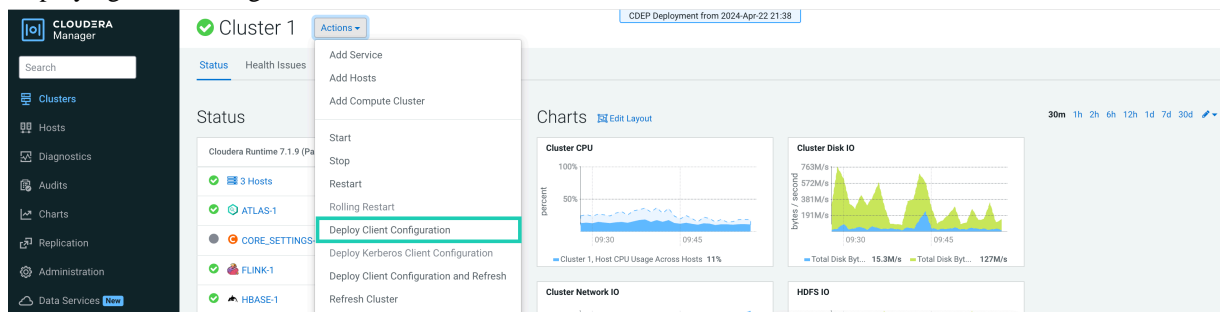 CLOUDERA
Manager
Search
Clusters
Hosts
Diagnostics
Audits
Charts
Replication
Administration
Data Services New
Cluster 1 Actions
CDEP Deployment from 2024-Apr-22 21:38
Status Health Issues
Add Service
Add Hosts
Add Compute Cluster
Start
Stop
Restart
Rolling Restart
Deploy Client Configuration
Deploy Kerberos Client Configuration
Deploy Client Configuration and Refresh
Refresh Cluster
Status
Cloudera Runtime 7.1.9 (Pa
3 Hosts
ATLAS-1
CORE_SETTINGS-
FLINK-1
HBASE-1
Charts Edit Layout
30m 1h 2h 6h 12h 1d 7d 30d
Cluster CPU
percent
100%
50%
09:30 09:45
Cluster 1, Host CPU Usage Across Hosts 11%
Cluster Disk IO
bytes / second
763M/s
572M/s
381M/s
191M/s
09:30 09:45
Total Disk Byt... 15.3M/s Total Disk Byt... 127M/s
Cluster Network IO
HDFS IO